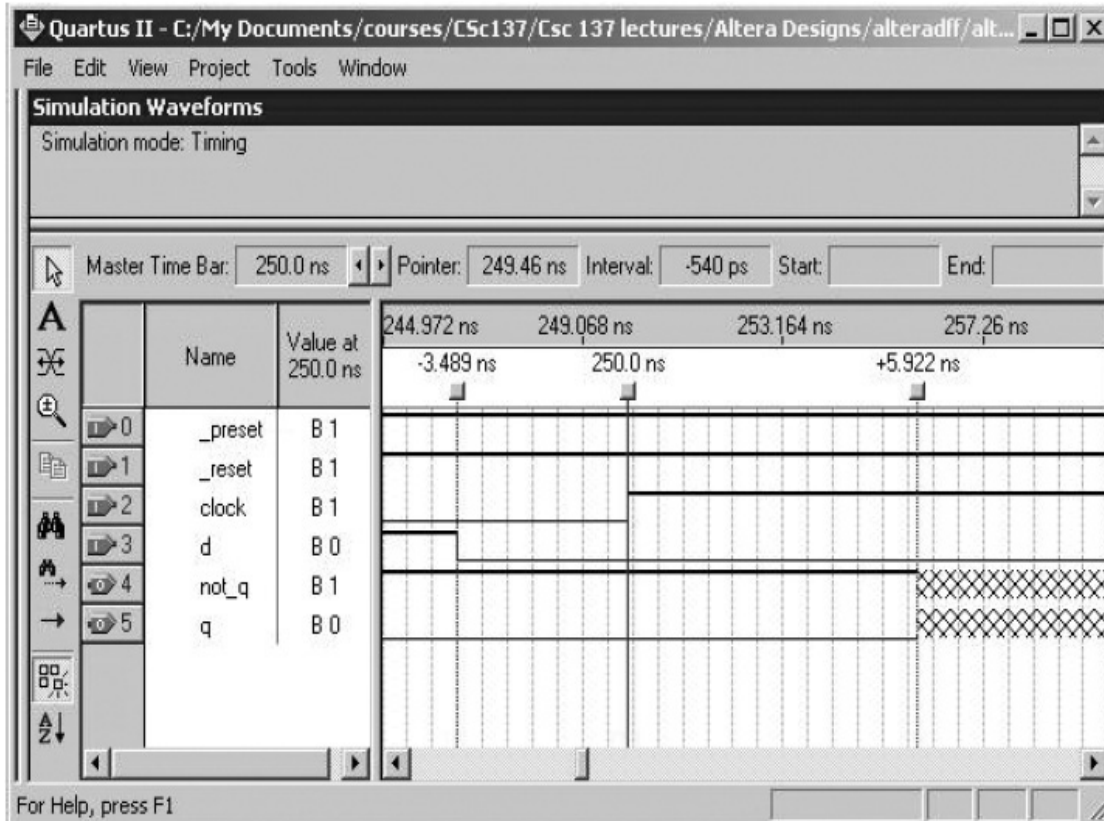 Quartus II - C:/My Documents/courses/CSc137/Csc 137 lectures/Altera Designs/alteradff/alt...
File Edit View Project Tools Window
Simulation Waveforms
Simulation mode: Timing
Master Time Bar: 250.0 ns Pointer: 249.46 ns Interval: -540 ps Start: End:
Name
Value at
250.0 ns
244.972 ns 249.068 ns 253.164 ns 257.26 ns
-3.489 ns 250.0 ns +5.922 ns
0 _preset B 1
1 _reset B 1
2 clock B 1
3 d B 0
4 not_q B 1
5 q B 0
For Help, press F1